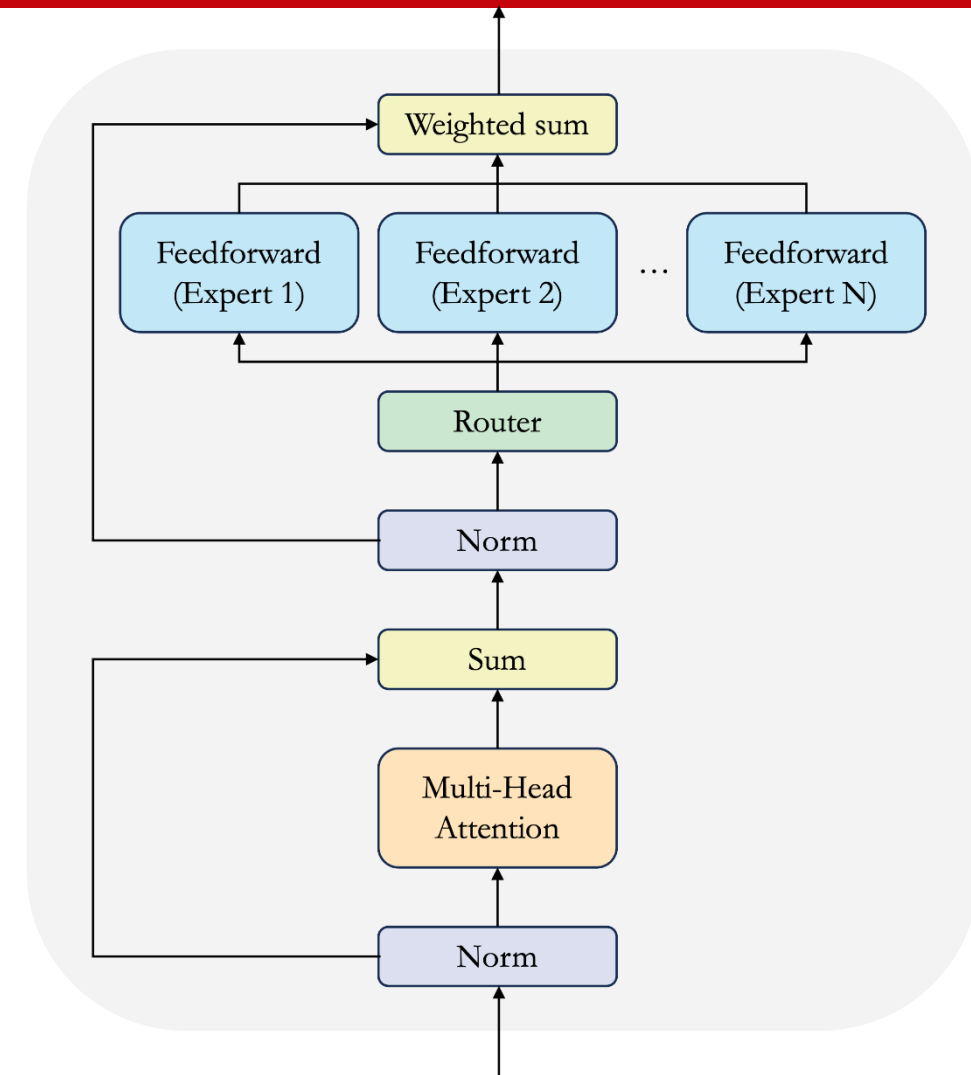 Weighted sum
Feedforward
(Expert 1)
Feedforward
(Expert 2)
...
Feedforward
(Expert N)
Router
Norm
Sum
Multi-Head
Attention
Norm